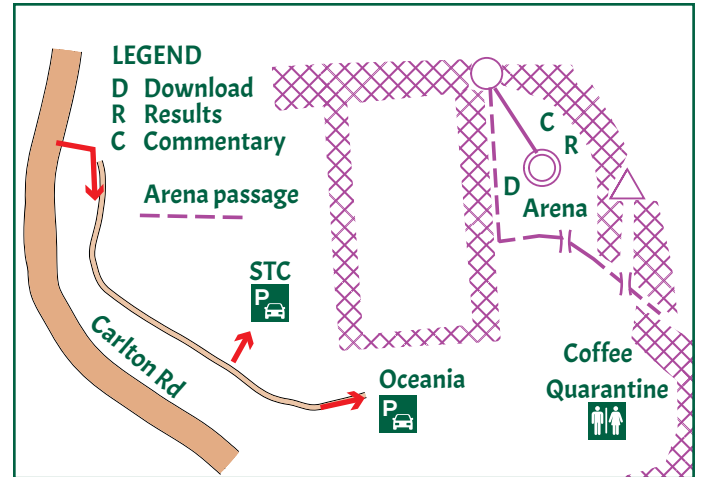 LEGEND
D Download
R Results
C Commentary
Arena passage
C
R
D
Arena
STC
P
Carlton Rd
Oceania
P
Coffee
Quarantine